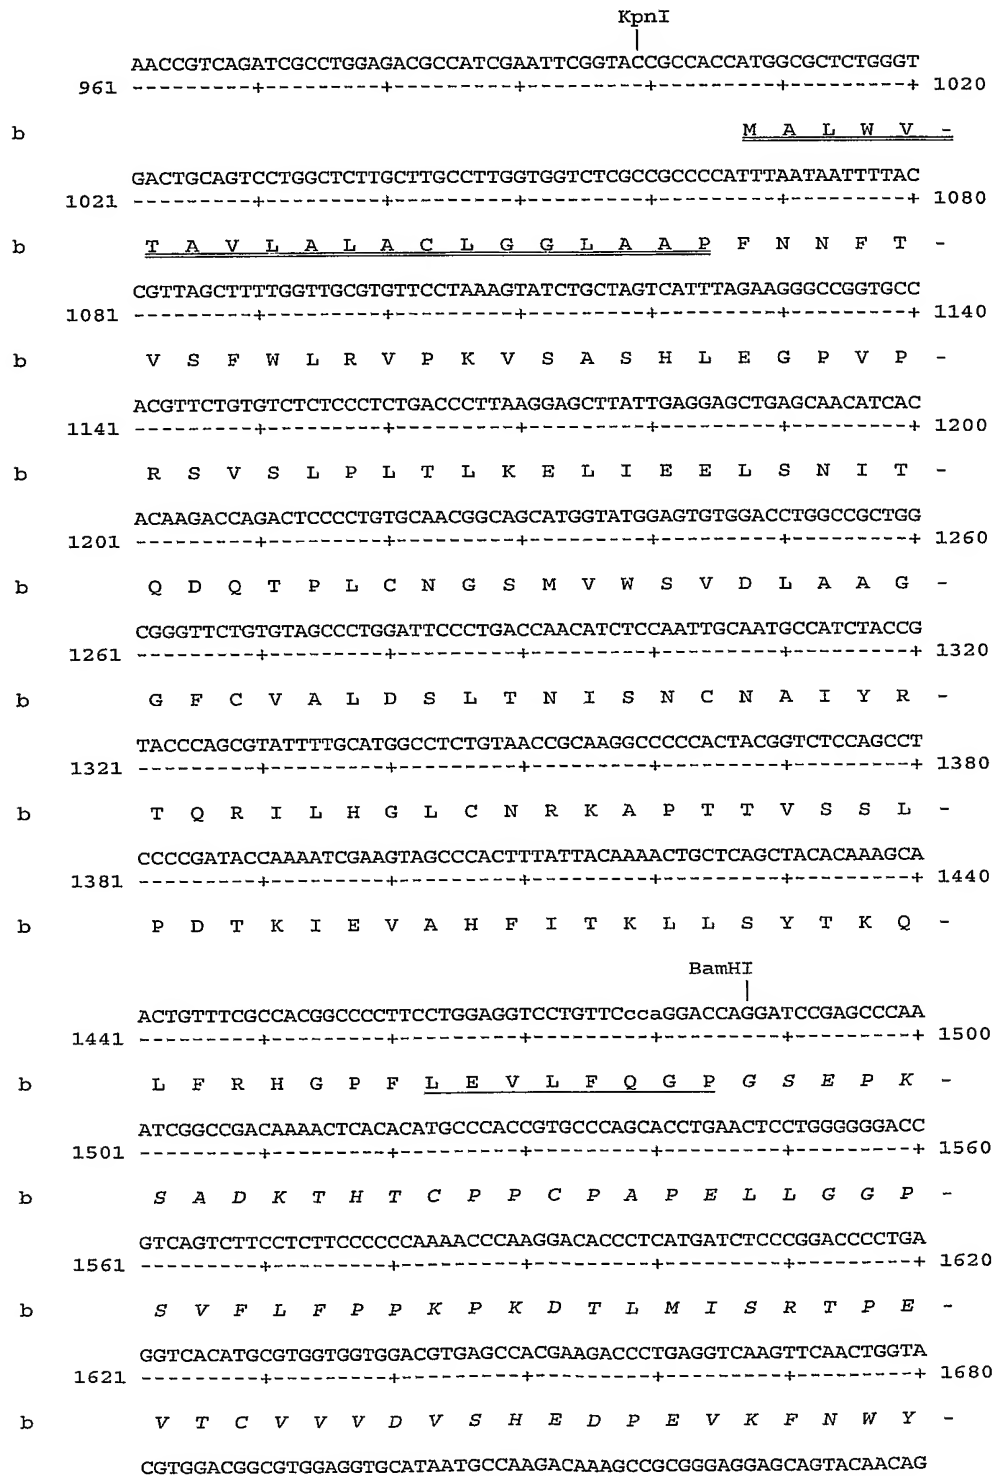 KpnI
AACCGTCAGATCGCCTGGAGACGCCATCGAATTCGGTACCGCCACCATGGCGCTCTGGGT
961 ---------+---------+---------+---------+---------+---------+ 1020
b M A L W V -
GACTGCAGTCCTGGCTCTTGCTTGCCTTGGTGGTCTCGCCGCCCCATTTAATAATTTTAC
1021 ---------+---------+---------+---------+---------+---------+ 1080
b T A V L A L A C L G G L A A P F N N F T -
CGTTAGCTTTTGGTTGCGTGTTCCTAAAGTATCTGCTAGTCATTTAGAAGGGCCGGTGCC
1081 ---------+---------+---------+---------+---------+---------+ 1140
b V S F W L R V P K V S A S H L E G P V P -
ACGTTCTGTGTCTCTCCCTCTGACCCTTAAGGAGCTTATTGAGGAGCTGAGCAACATCAC
1141 ---------+---------+---------+---------+---------+---------+ 1200
b R S V S L P L T L K E L I E E L S N I T -
ACAAGACCAGACTCCCCTGTGCAACGGCAGCATGGTATGGAGTGTGGACCTGGCCGCTGG
1201 ---------+---------+---------+---------+---------+---------+ 1260
b Q D Q T P L C N G S M V W S V D L A A G -
CGGGTTCTGTGTAGCCCTGGATTCCCTGACCAACATCTCCAATTGCAATGCCATCTACCG
1261 ---------+---------+---------+---------+---------+---------+ 1320
b G F C V A L D S L T N I S N C N A I Y R -
TACCCAGCGTATTTTGCATGGCCTCTGTAACCGCAAGGCCCCCACTACGGTCTCCAGCCT
1321 ---------+---------+---------+---------+---------+---------+ 1380
b T Q R I L H G L C N R K A P T T V S S L -
CCCCGATACCAAAATCGAAGTAGCCCACTTTATTACAAAACTGCTCAGCTACACAAAGCA
1381 ---------+---------+---------+---------+---------+---------+ 1440
b P D T K I E V A H F I T K L L S Y T K Q -
BamHI
ACTGTTTCGCCACGGCCCCTTCCTGGAGGTCCTGTTCccaGGACCAGGATCCGAGCCCAA
1441 ---------+---------+---------+---------+---------+---------+ 1500
b L F R H G P F L E V L F Q G P G S E P K -
ATCGGCCGACAAAACTCACACATGCCCACCGTGCCCAGCACCTGAACTCCTGGGGGGACC
1501 ---------+---------+---------+---------+---------+---------+ 1560
b S A D K T H T C P P C P A P E L L G G P -
GTCAGTCTTCCTCTTCCCCCCAAAACCCAAGGACACCCTCATGATCTCCCGGACCCCTGA
1561 ---------+---------+---------+---------+---------+---------+ 1620
b S V F L F P P K P K D T L M I S R T P E -
GGTCACATGCGTGGTGGTGGACGTGAGCCACGAAGACCCTGAGGTCAAGTTCAACTGGTA
1621 ---------+---------+---------+---------+---------+---------+ 1680
b V T C V V V D V S H E D P E V K F N W Y -
CGTGGACGGCGTGGAGGTGCATAATGCCAAGACAAAGCCGCGGGAGGAGCAGTACAACAG